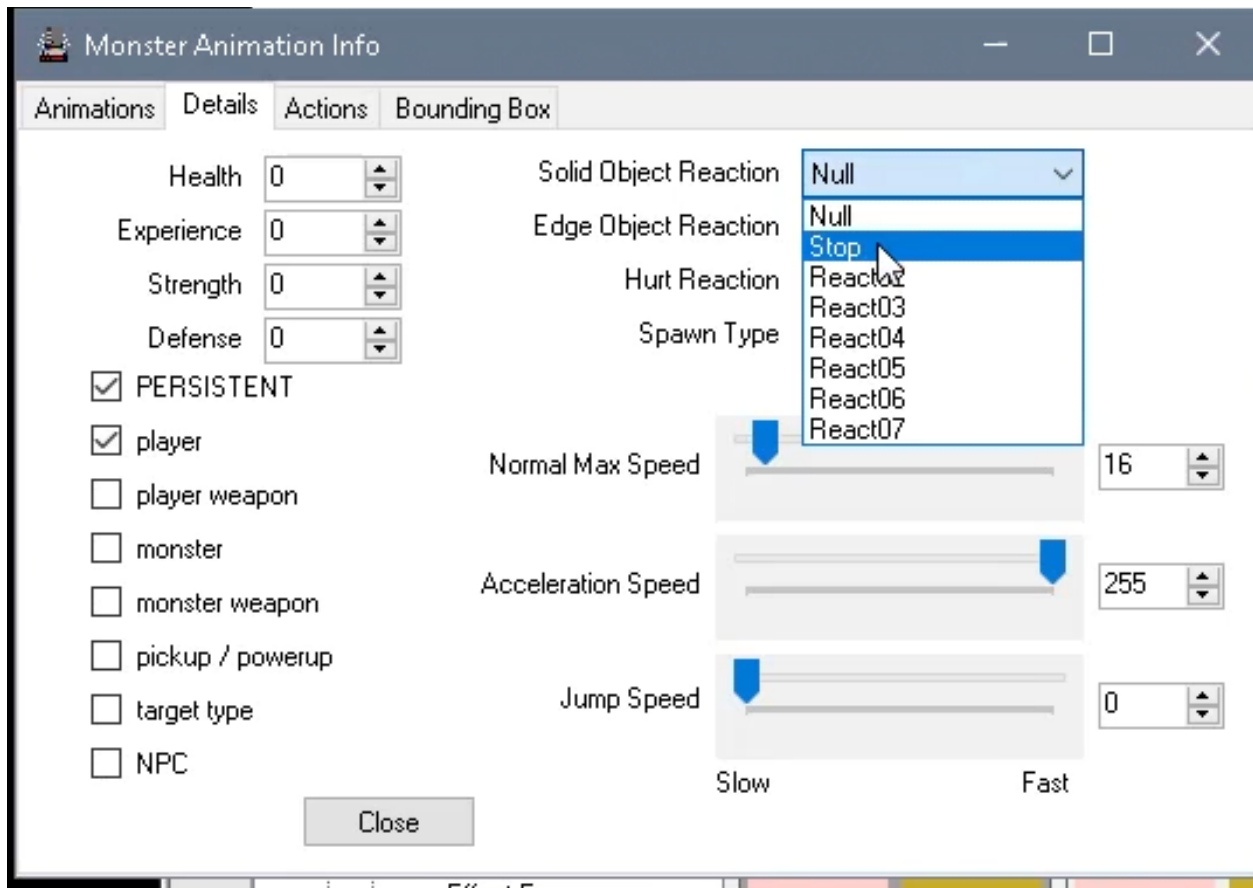 Monster Animation Info
Animations Details Actions Bounding Box
Health 0
Experience 0
Strength 0
Defense 0
PERSISTENT
player
player weapon
monster
monster weapon
pickup / powerup
target type
NPC
Close
Solid Object Reaction Null
Edge Object Reaction
Hurt Reaction
Spawn Type
Null
Stop
React02
React03
React04
React05
React06
React07
Normal Max Speed 16
Acceleration Speed 255
Jump Speed 0
Slow Fast